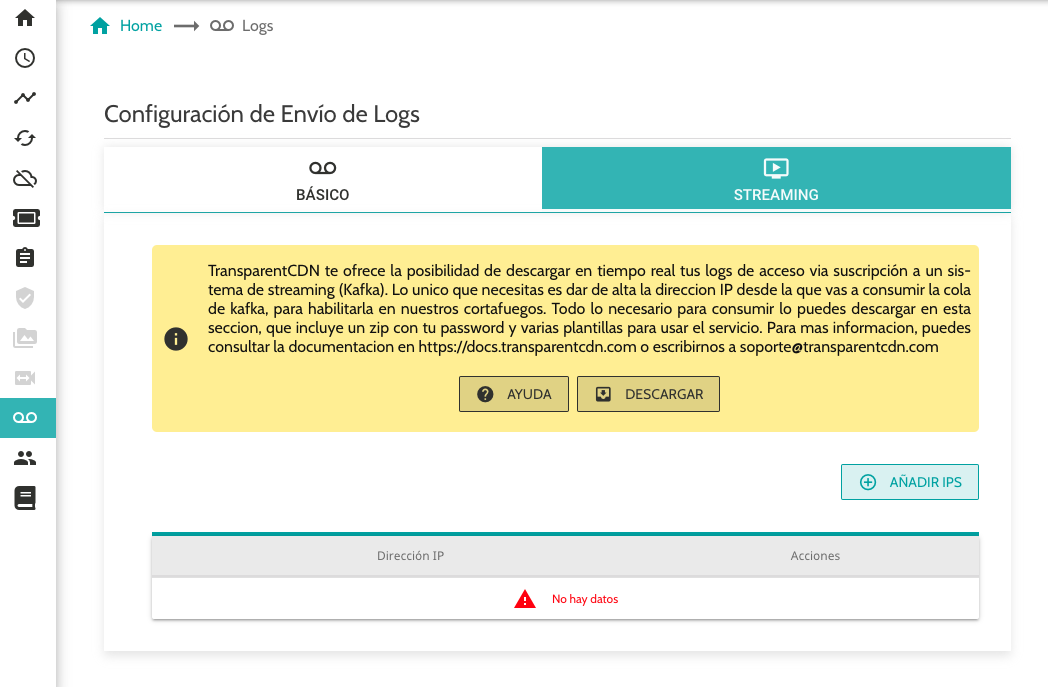 Home Logs
Configuración de Envío de Logs
BÁSICO
STREAMING
TransparentCDN te ofrece la posibilidad de descargar en tiempo real tus logs de acceso via suscripción a un sis-
tema de streaming (Kafka). Lo unico que necesitas es dar de alta la direccion IP desde la que vas a consumir la cola
de kafka, para habilitarla en nuestros cortafuegos. Todo lo necesario para consumir lo puedes descargar en esta
seccion, que incluye un zip con tu password y varias plantillas para usar el servicio. Para mas informacion, puedes
consultar la documentacion en https://docs.transparentcdn.com o escribirnos a soporte@transparentcdn.com
AYUDA DESCARGAR
AÑADIR IPS
Dirección IP Acciones
No hay datos